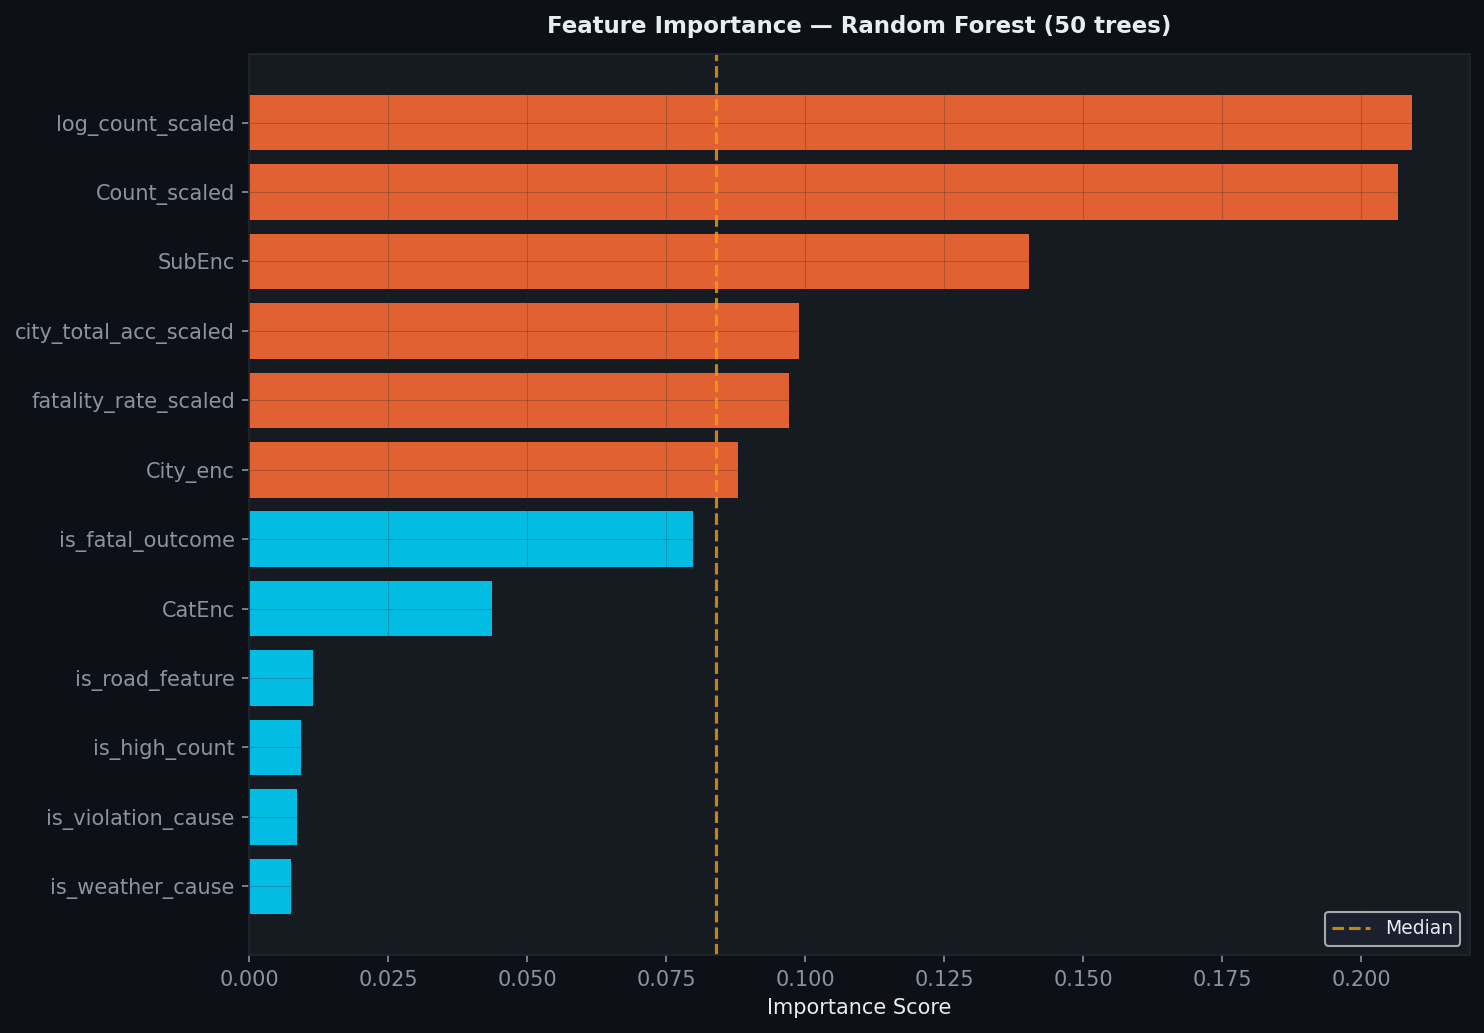 Feature Importance — Random Forest (50 trees)
log_count_scaled
Count_scaled
SubEnc
city_total_acc_scaled
fatality_rate_scaled
City_enc
is_fatal_outcome
CatEnc
is_road_feature
is_high_count
is_violation_cause
is_weather_cause
Median
0.000 0.025 0.050 0.075 0.100 0.125 0.150 0.175 0.200
Importance Score